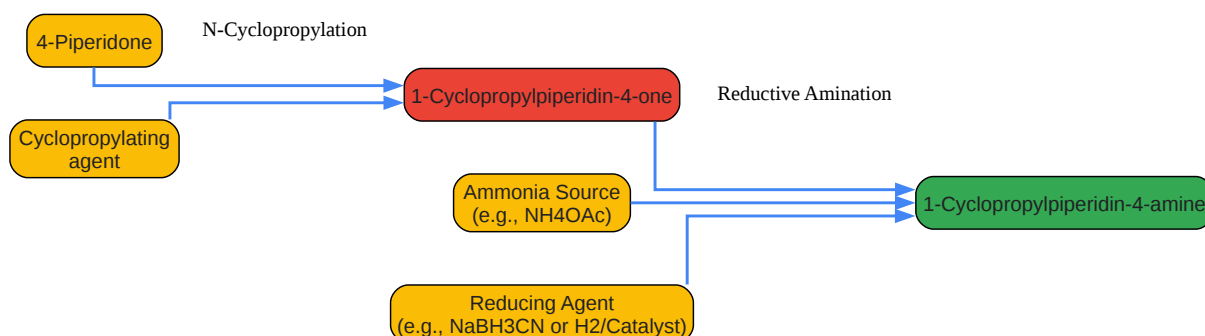 4-Piperidone
N-Cyclopropylation
1-Cyclopropylpiperidin-4-one
Reductive Amination
Cyclopropylating
agent
Ammonia Source
(e.g., NH4OAc)
1-Cyclopropylpiperidin-4-amine
Reducing Agent
(e.g., NaBH3CN or H2/Catalyst)